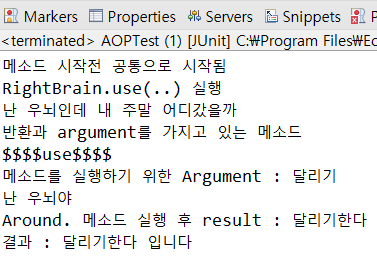 Markers Properties Servers Snippets P
<terminated> AOPTest (1) [JUnit] C:₩Program Files₩Ec
메소드 시작전 공통으로 시작됨
RightBrain.use(..) 실행
난 우뇌인데 내 주말 어디갔을까
반환과 argument를 가지고 있는 메소드
$$$$use$$$$
메소드를 실행하기 위한 Argument : 달리기
난 우뇌야
Around. 메소드 실행 후 result : 달리기한다
결과 : 달리기한다 입니다